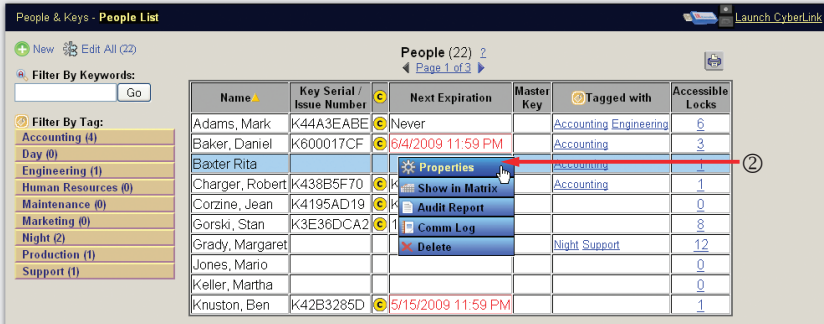 People & Keys - People List
Launch CyberLink
New Edit All (22)
People (22) ?
Page 1 of 3
Filter By Keywords:
Go
Filter By Tag:
Accounting (4)
Day (0)
Engineering (1)
Human Resources (0)
Maintenance (0)
Marketing (0)
Night (2)
Production (1)
Support (1)
Name Key Serial / Issue Number C Next Expiration Master Key Tagged with Accessible Locks
Adams, Mark K44A3EABE C Never Accounting Engineering 6
Baker, Daniel K600017CF C 6/4/2009 11:59 PM Accounting 3
Baxter Rita Accounting 1
Charger, Robert K438B5F70 C K Accounting 1
Corzine, Jean K4195AD19 C K 0
Gorski, Stan K3E36DCA2 C 1 8
Grady, Margaret Night Support 12
Jones, Mario 0
Keller, Martha 0
Knuston, Ben K42B3285D C 5/15/2009 11:59 PM 1
Properties
Show in Matrix
Audit Report
Comm Log
Delete
②